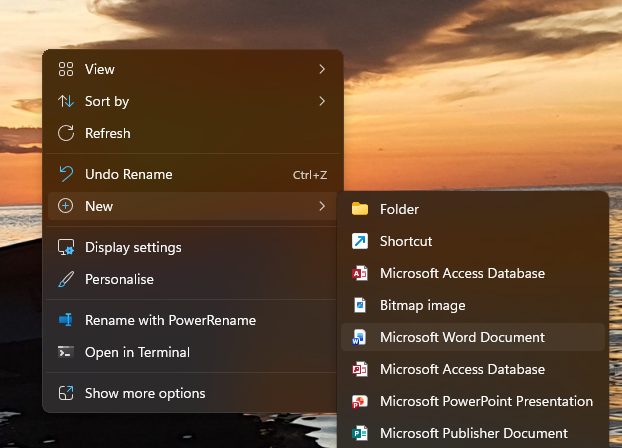 View
Sort by
Refresh
Undo Rename Ctrl+Z
New
Display settings
Personalise
Rename with PowerRename
Open in Terminal
Show more options
Folder
Shortcut
Microsoft Access Database
Bitmap image
Microsoft Word Document
Microsoft Access Database
Microsoft PowerPoint Presentation
Microsoft Publisher Document